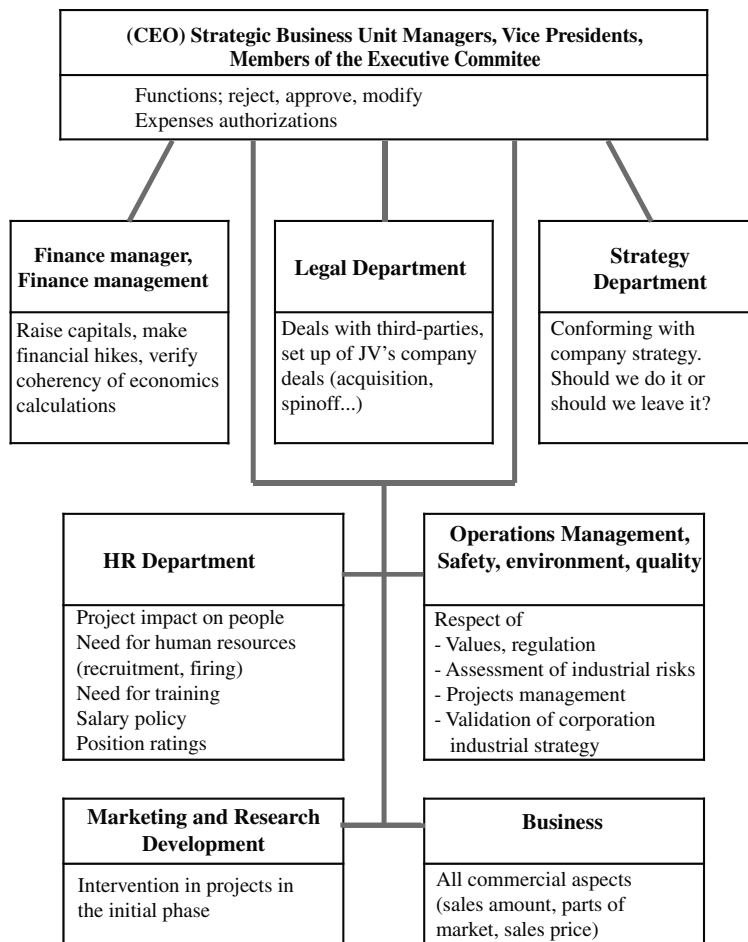 (CEO) Strategic Business Unit Managers, Vice Presidents,
Members of the Executive Commitee
Functions; reject, approve, modify
Expenses authorizations
Finance manager,
Finance management
Raise capitals, make
financial hikes, verify
coherency of economics
calculations
Legal Department
Deals with third-parties,
set up of JV's company
deals (acquisition,
spinoff...)
Strategy
Department
Conforming with
company strategy.
Should we do it or
should we leave it?
HR Department
Project impact on people
Need for human resources
(recruitment, firing)
Need for training
Salary policy
Position ratings
Operations Management,
Safety, environment, quality
Respect of
- Values, regulation
- Assessment of industrial risks
- Projects management
- Validation of corporation
industrial strategy
Marketing and Research
Development
Intervention in projects in
the initial phase
Business
All commercial aspects
(sales amount, parts of
market, sales price)